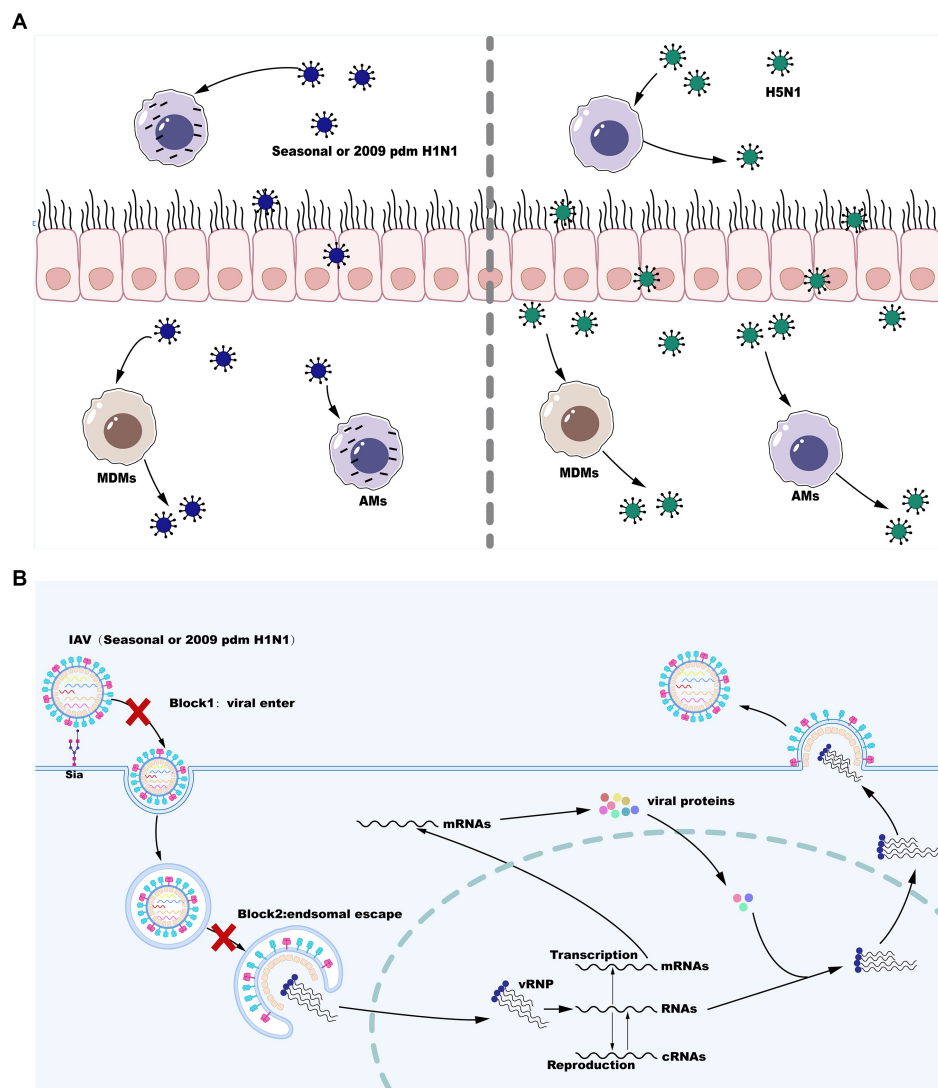 A
H5N1
Seasonal or 2009 pdm H1N1
MDMs
AMs
MDMs
AMs
B
IAV（Seasonal or 2009 pdm H1N1）
Block1：viral enter
Sia
mRNAs
viral proteins
Block2:endsomal escape
Transcription
mRNAs
vRNP
RNAs
cRNAs
Reproduction